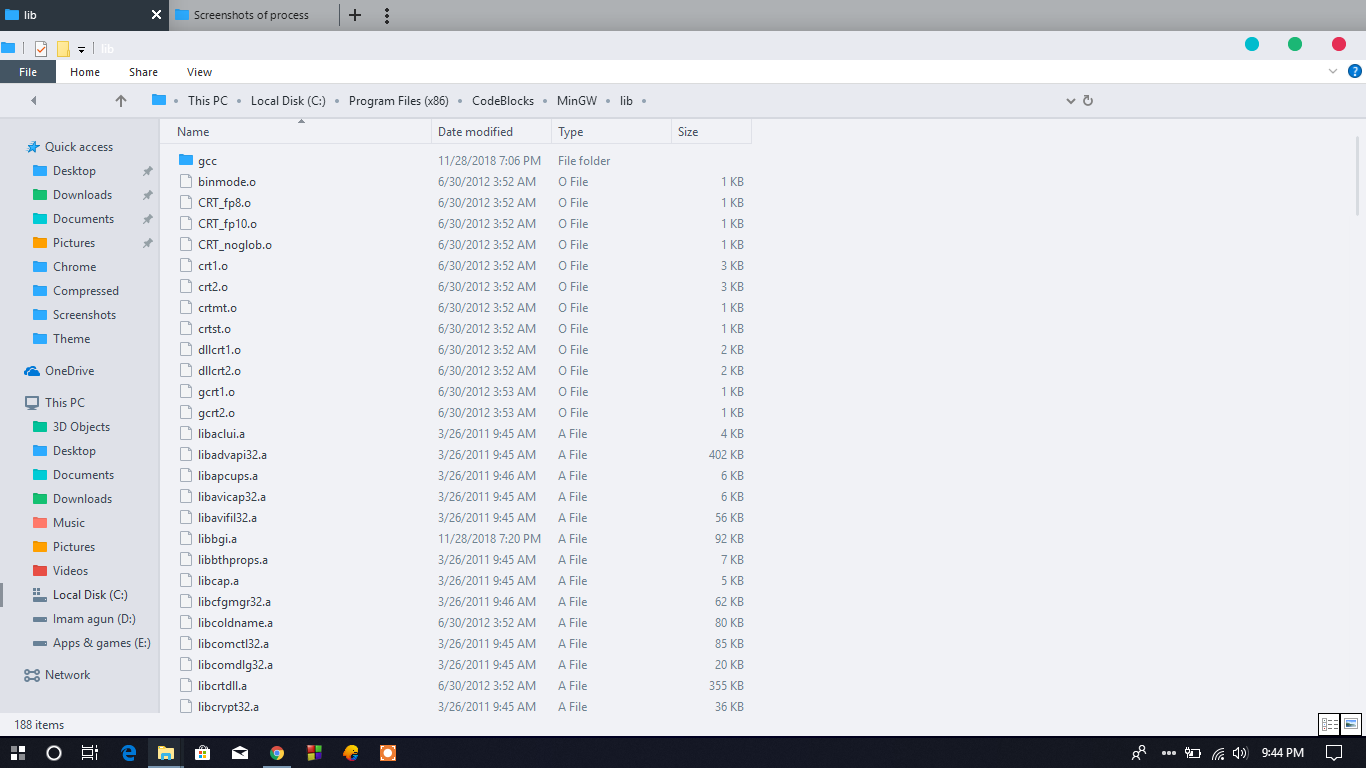 lib
Screenshots of process
lib
File Home Share View
This PC Local Disk (C:) Program Files (x86) CodeBlocks MinGW lib
Name Date modified Type Size
Quick access
Desktop
Downloads
Documents
Pictures
Chrome
Compressed
Screenshots
Theme
OneDrive
This PC
3D Objects
Desktop
Documents
Downloads
Music
Pictures
Videos
Local Disk (C:)
Imam agun (D:)
Apps & games (E:)
Network
gcc 11/28/2018 7:06 PM File folder
binmode.o 6/30/2012 3:52 AM O File 1 KB
CRT_fp8.o 6/30/2012 3:52 AM O File 1 KB
CRT_fp10.o 6/30/2012 3:52 AM O File 1 KB
CRT_noglob.o 6/30/2012 3:52 AM O File 1 KB
crt1.o 6/30/2012 3:52 AM O File 3 KB
crt2.o 6/30/2012 3:52 AM O File 3 KB
crtmt.o 6/30/2012 3:52 AM O File 1 KB
crtst.o 6/30/2012 3:52 AM O File 1 KB
dllcrt1.o 6/30/2012 3:52 AM O File 2 KB
dllcrt2.o 6/30/2012 3:52 AM O File 2 KB
gcrt1.o 6/30/2012 3:53 AM O File 1 KB
gcrt2.o 6/30/2012 3:53 AM O File 1 KB
libaclui.a 3/26/2011 9:45 AM A File 4 KB
libadvapi32.a 3/26/2011 9:45 AM A File 402 KB
libapcups.a 3/26/2011 9:46 AM A File 6 KB
libavicap32.a 3/26/2011 9:45 AM A File 6 KB
libavifil32.a 3/26/2011 9:45 AM A File 56 KB
libbgi.a 11/28/2018 7:20 PM A File 92 KB
libbthprops.a 3/26/2011 9:45 AM A File 7 KB
libcap.a 3/26/2011 9:45 AM A File 5 KB
libcfgmgr32.a 3/26/2011 9:46 AM A File 62 KB
libcoldname.a 6/30/2012 3:52 AM A File 80 KB
libcomctl32.a 3/26/2011 9:45 AM A File 85 KB
libcomdlg32.a 3/26/2011 9:45 AM A File 20 KB
libcrtdll.a 6/30/2012 3:52 AM A File 355 KB
libcrypt32.a 3/26/2011 9:45 AM A File 36 KB
188 items
9:44 PM